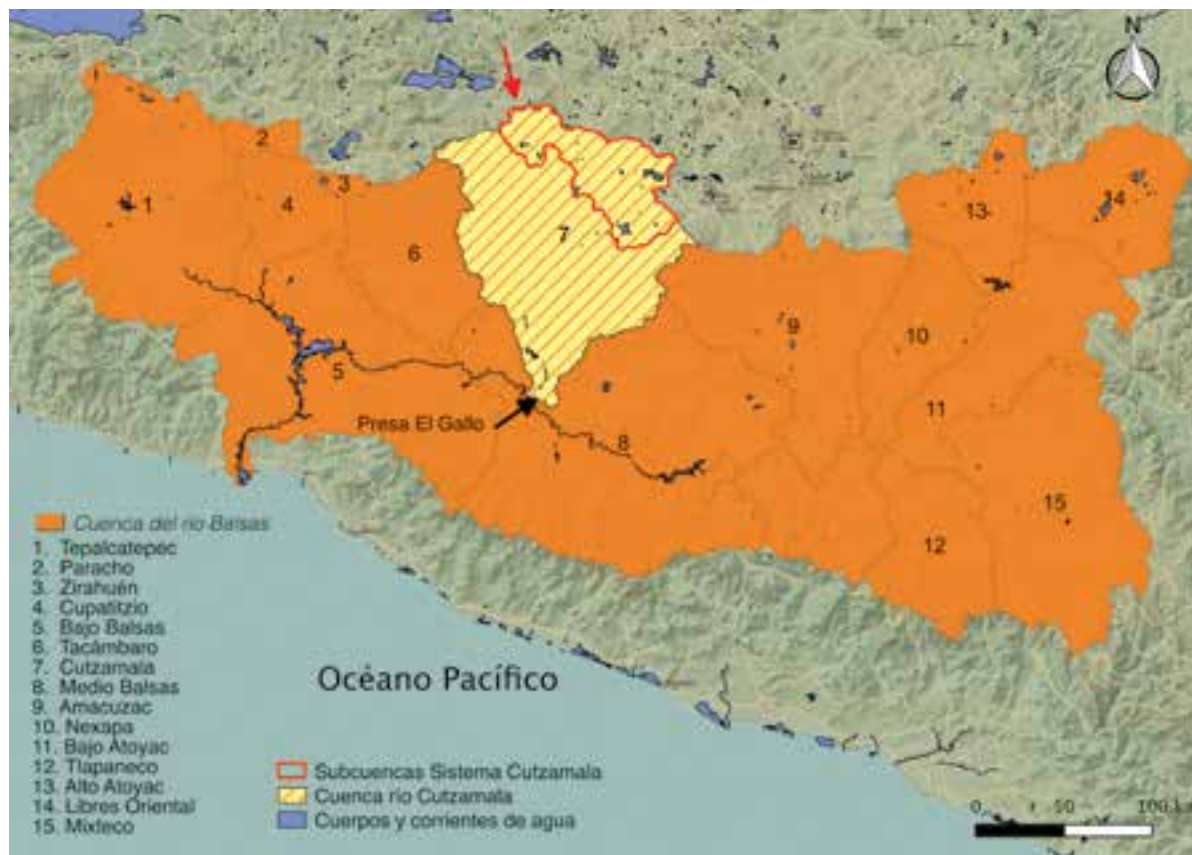 N
2
1
3
4
13
14
7
6
9
10
5
11
Presa El Gallo
8
15
12
Cuenca del río Balsas
1. Tepalcatepec
2. Paracho
3. Zirahuén
4. Cupatitzio
5. Bajo Balsas
6. Tacámbaro
7. Cutzamala
8. Medio Balsas
9. Amacuzac
10. Nexapa
11. Bajo Atoyac
12. Tlapaneco
13. Alto Atoyac
14. Libres Oriental
15. Mixteco
Océano Pacífico
Subcuencas Sistema Cutzamala
Cuenca río Cutzamala
Cuerpos y corrientes de agua
0 50 100